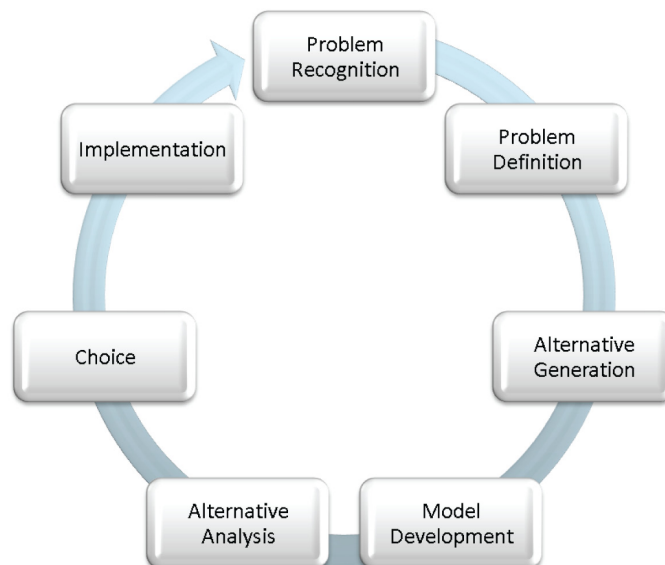 Problem
Recognition
Problem
Definition
Alternative
Generation
Model
Development
Alternative
Analysis
Choice
Implementation